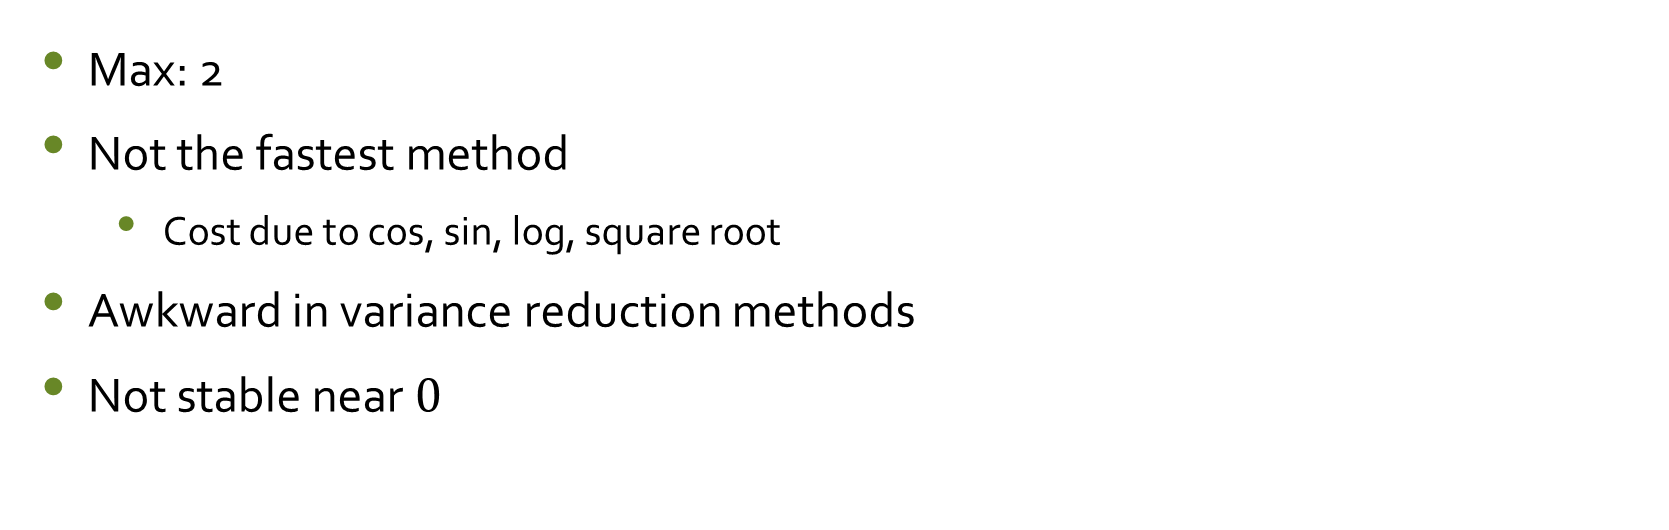 • Max: 2
• Not the fastest method
• Cost due to cos, sin, log, square root
• Awkward in variance reduction methods
• Not stable near 0